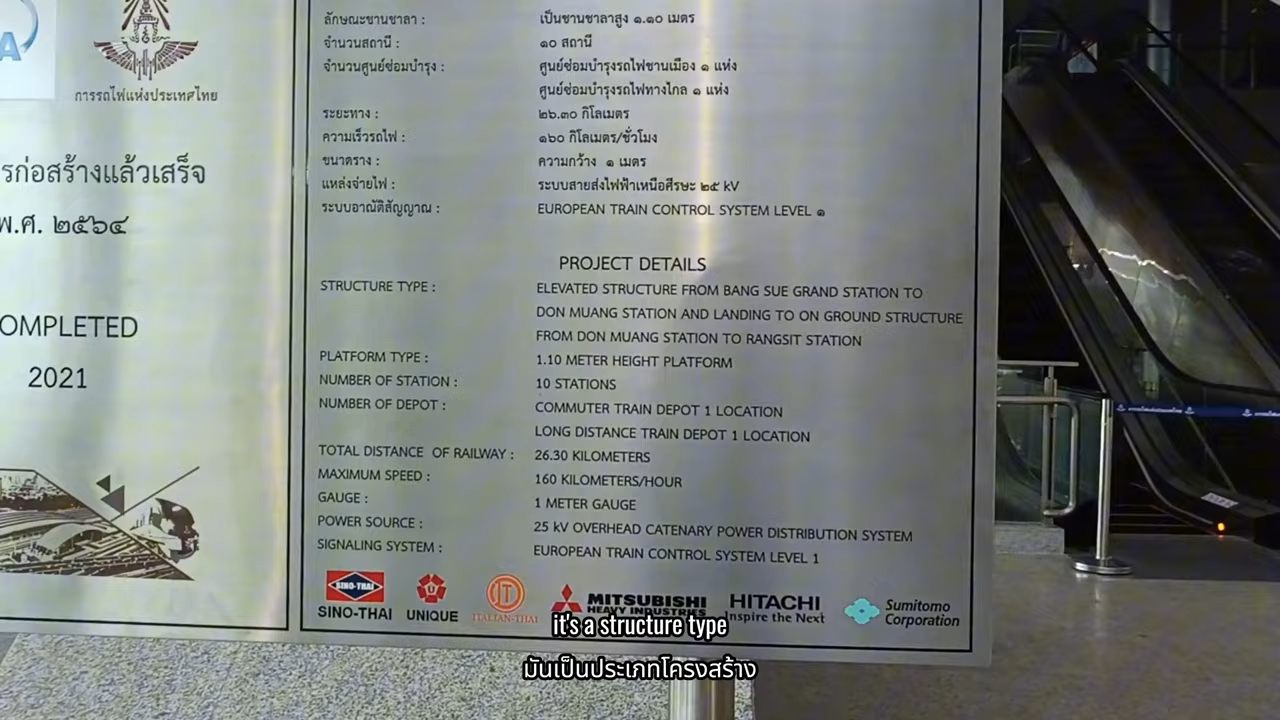 A
การรถไฟแห่งประเทศไทย
รก่อสร้างแล้วเสร็จ
พ.ศ. ๒๕๖๔
OMPLETED
2021
ลักษณะชานชาลา : เป็นชานชาลาสูง ๑.๑๐ เมตร
จำนวนสถานี : ๑๐ สถานี
จำนวนศูนย์ซ่อมบำรุง : ศูนย์ซ่อมบำรุงรถไฟชานเมือง ๑ แห่ง
ศูนย์ซ่อมบำรุงรถไฟทางไกล ๑ แห่ง
ระยะทาง : ๒๖.๓๐ กิโลเมตร
ความเร็วรถไฟ : ๑๖๐ กิโลเมตร/ชั่วโมง
ขนาดราง : ความกว้าง ๑ เมตร
แหล่งจ่ายไฟ : ระบบสายส่งไฟฟ้าเหนือศีรษะ ๒๕ kV
ระบบอาณัติสัญญาณ : EUROPEAN TRAIN CONTROL SYSTEM LEVEL ๑
PROJECT DETAILS
STRUCTURE TYPE : ELEVATED STRUCTURE FROM BANG SUE GRAND STATION TO
DON MUANG STATION AND LANDING TO ON GROUND STRUCTURE
FROM DON MUANG STATION TO RANGSIT STATION
PLATFORM TYPE : 1.10 METER HEIGHT PLATFORM
NUMBER OF STATION : 10 STATIONS
NUMBER OF DEPOT : COMMUTER TRAIN DEPOT 1 LOCATION
LONG DISTANCE TRAIN DEPOT 1 LOCATION
TOTAL DISTANCE OF RAILWAY : 26.30 KILOMETERS
MAXIMUM SPEED : 160 KILOMETERS/HOUR
GAUGE : 1 METER GAUGE
POWER SOURCE : 25 kV OVERHEAD CATENARY POWER DISTRIBUTION SYSTEM
SIGNALING SYSTEM : EUROPEAN TRAIN CONTROL SYSTEM LEVEL 1
SINO-THAI
SINO-THAI
UNIQUE
ITALIAN-THAI
MITSUBISHI
HEAVY INDUSTRIES
HITACHI
Inspire the Next
Sumitomo
Corporation
it's a structure type
มันเป็นประเภทโครงสร้าง